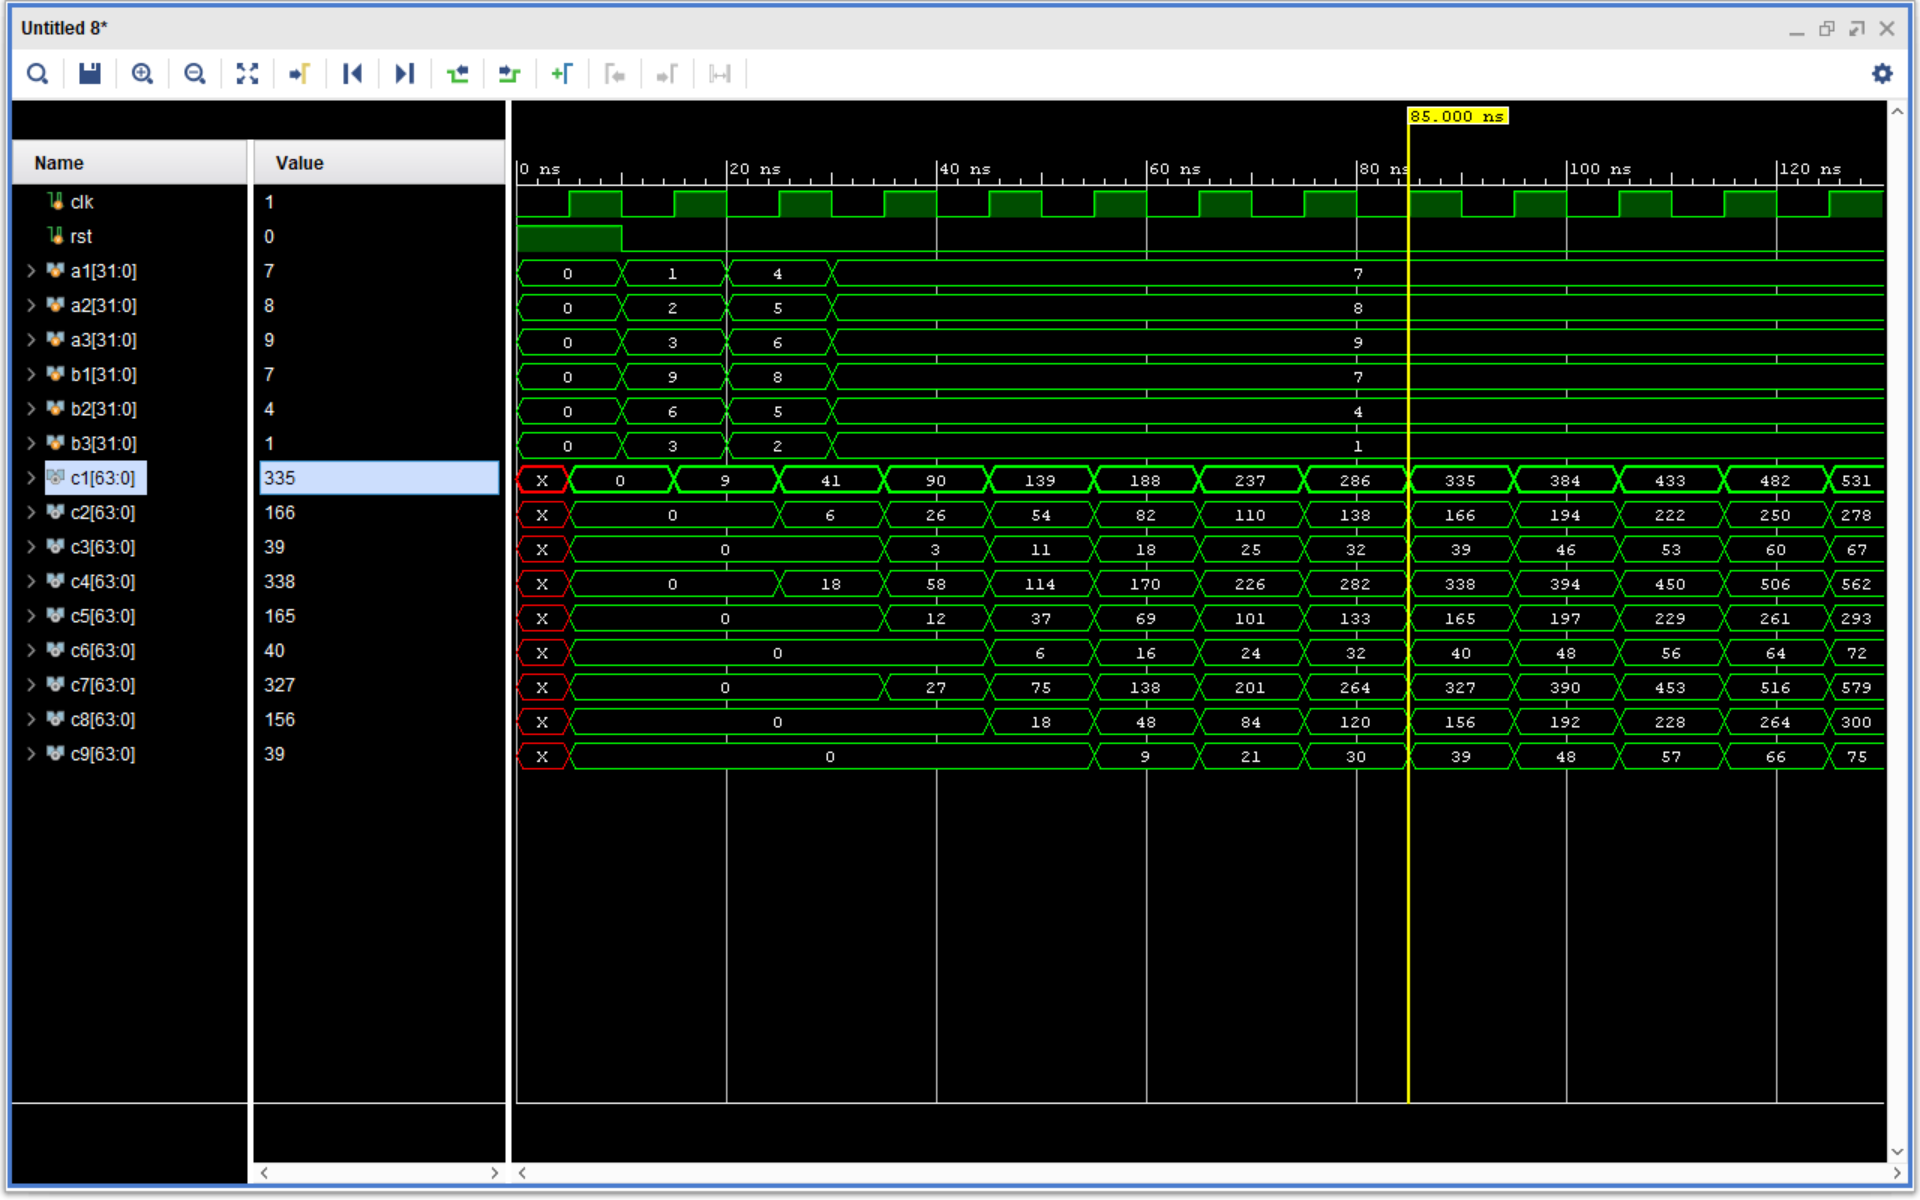 Untitled 8*
85.000 ns
Name Value
0 ns 20 ns 40 ns 60 ns 80 ns 100 ns 120 ns
clk 1
rst 0
a1[31:0] 7 0 1 4 7
a2[31:0] 8 0 2 5 8
a3[31:0] 9 0 3 6 9
b1[31:0] 7 0 9 8 7
b2[31:0] 4 0 6 5 4
b3[31:0] 1 0 3 2 1
c1[63:0] 335 X 0 9 41 90 139 188 237 286 335 384 433 482 531
c2[63:0] 166 X 0 6 26 54 82 110 138 166 194 222 250 278
c3[63:0] 39 X 0 3 11 18 25 32 39 46 53 60 67
c4[63:0] 338 X 0 18 58 114 170 226 282 338 394 450 506 562
c5[63:0] 165 X 0 12 37 69 101 133 165 197 229 261 293
c6[63:0] 40 X 0 6 16 24 32 40 48 56 64 72
c7[63:0] 327 X 0 27 75 138 201 264 327 390 453 516 579
c8[63:0] 156 X 0 18 48 84 120 156 192 228 264 300
c9[63:0] 39 X 0 9 21 30 39 48 57 66 75